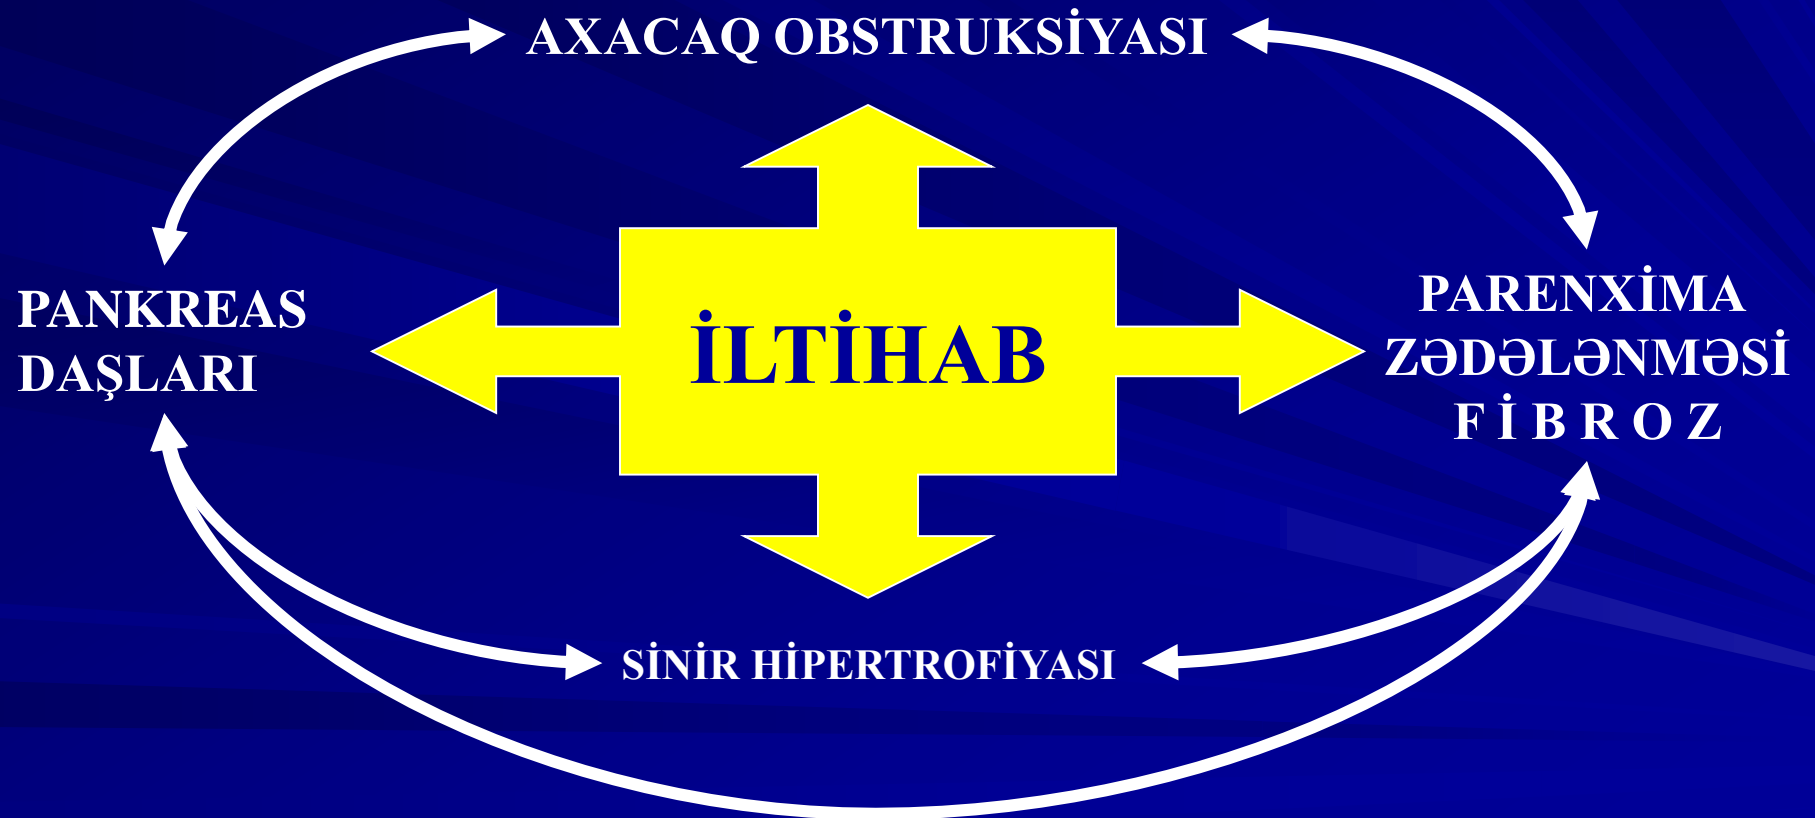 AXACAQ OBSTRUKSİYASI
PANKREAS
DAŞLARI
İLTİHAB
PARENXİMA
ZƏDƏLƏNMƏSİ
F İ B R O Z
SİNİR HİPERTROFİYASI